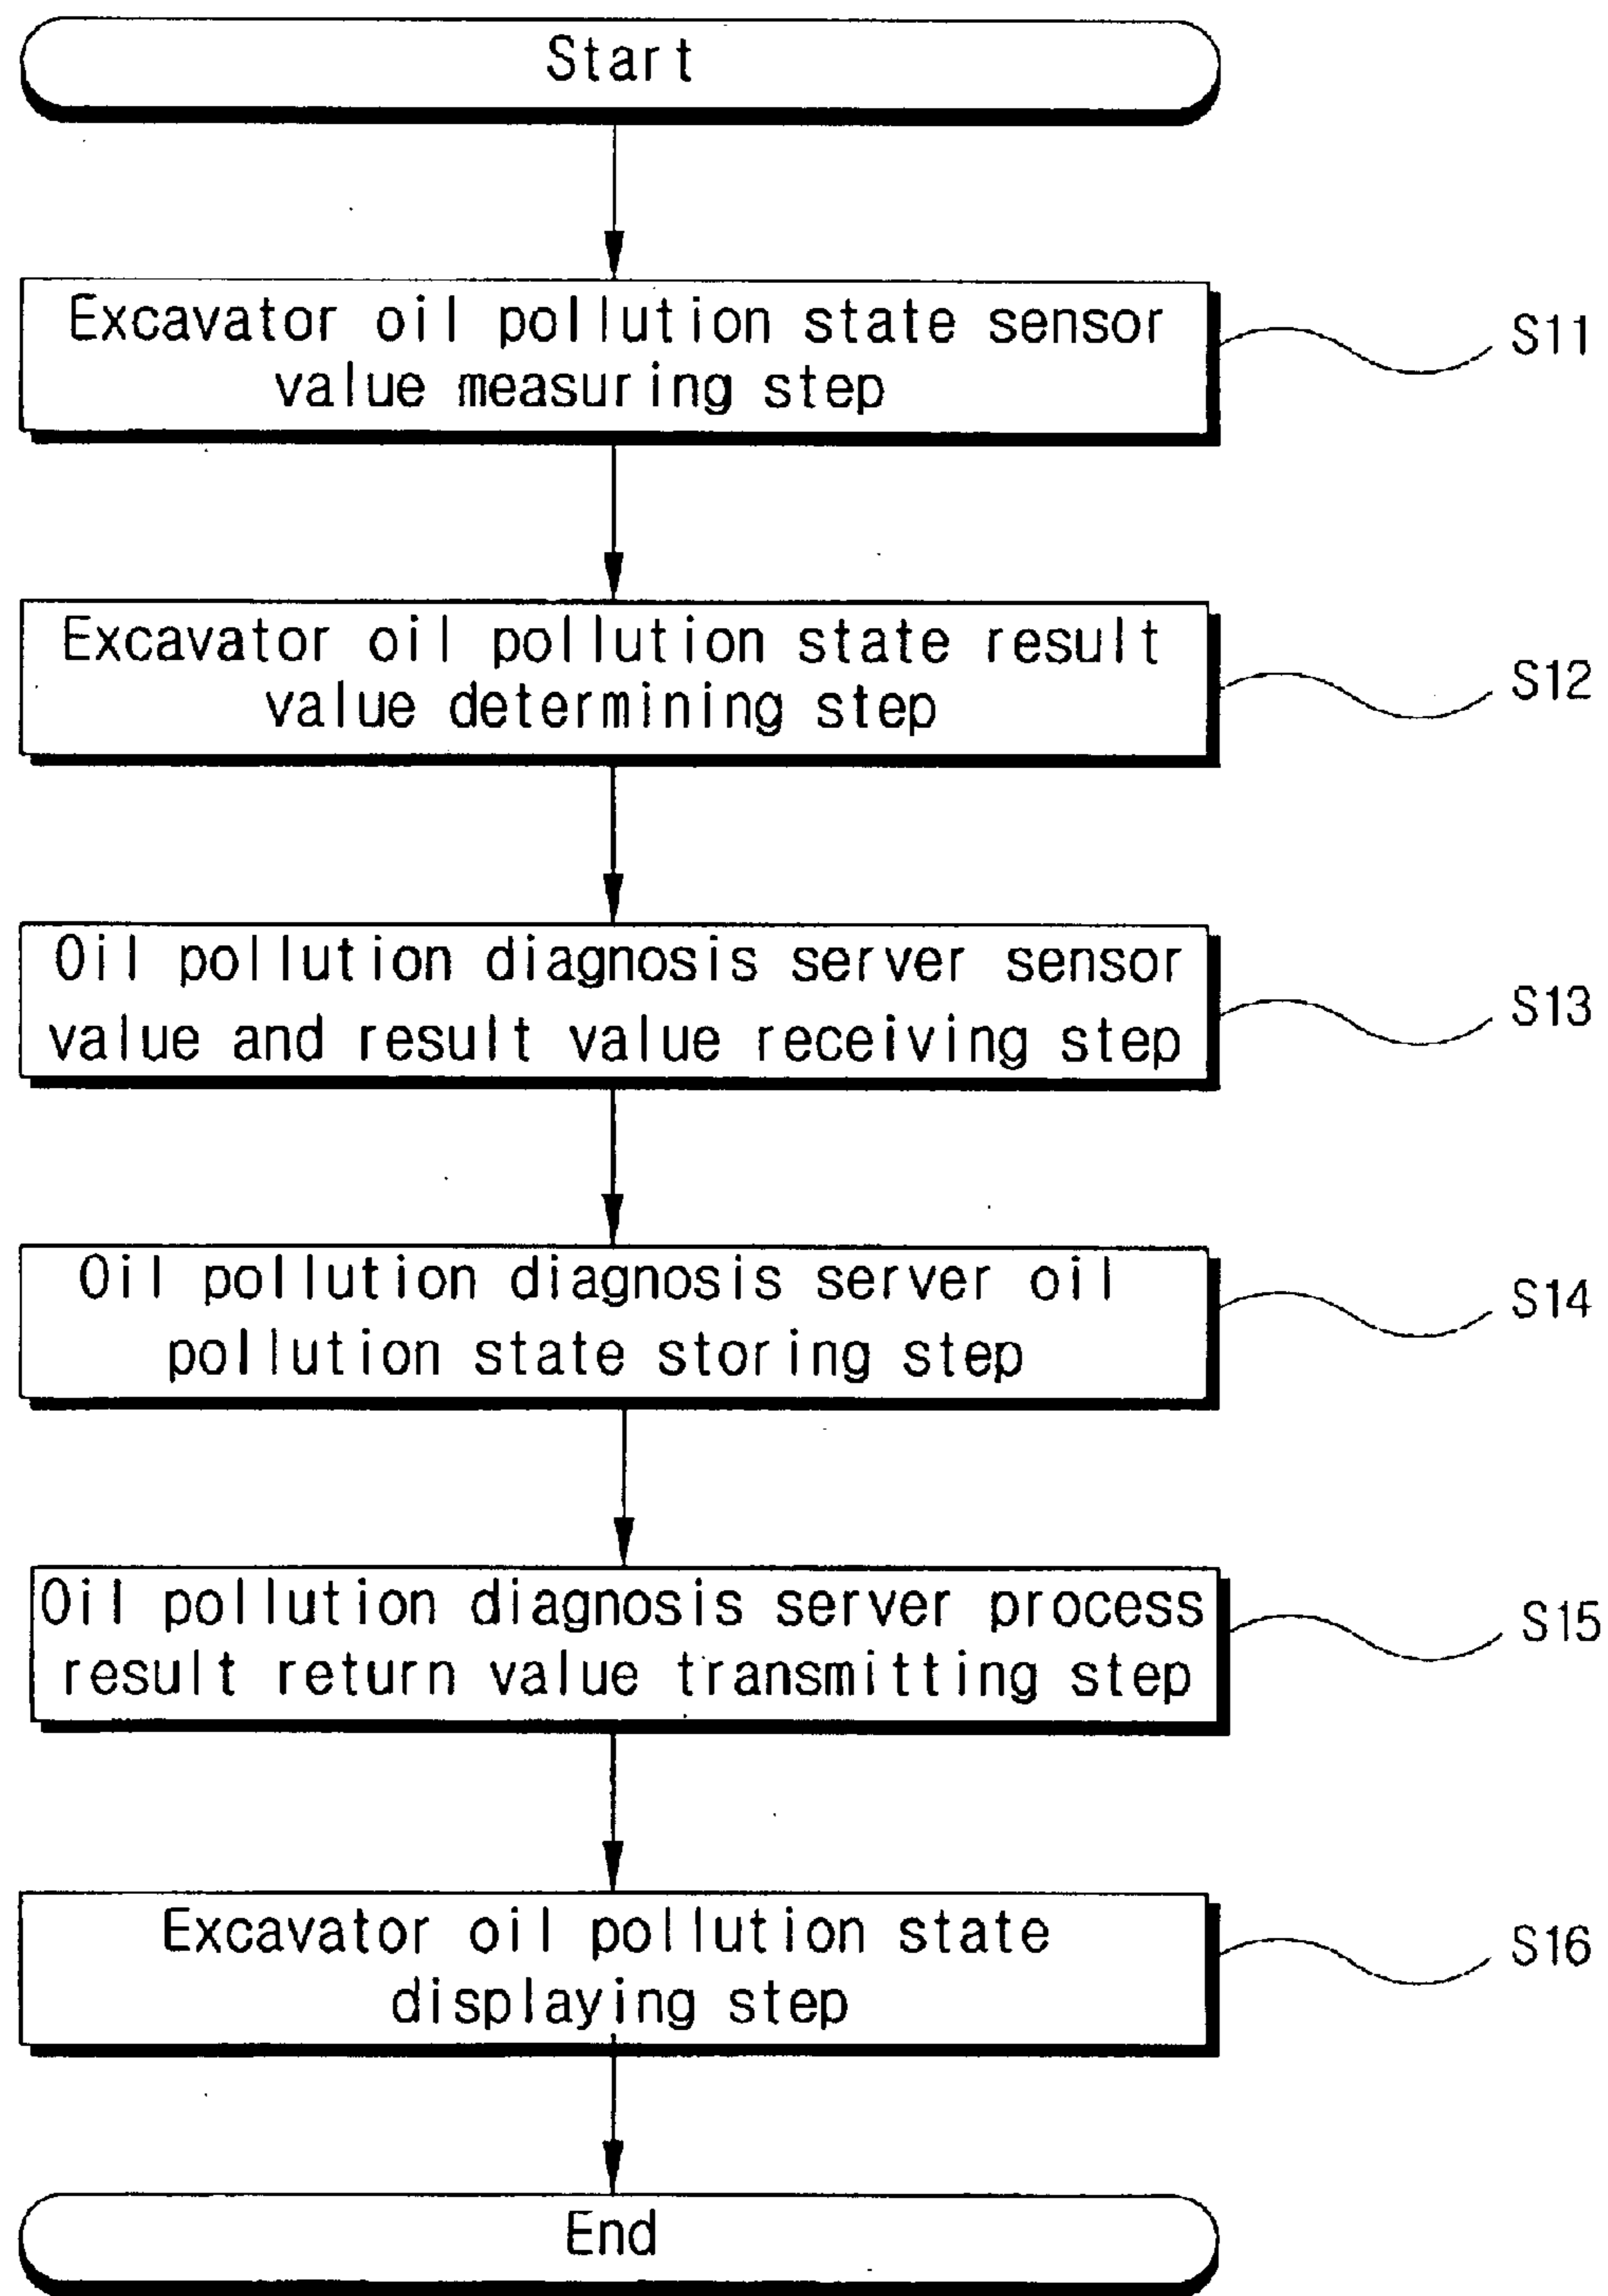 Start
Excavator oil pollution state sensor
value measuring step
S11
Excavator oil pollution state result
value determining step
S12
Oil pollution diagnosis server sensor
value and result value receiving step
S13
Oil pollution diagnosis server oil
pollution state storing step
S14
Oil pollution diagnosis server process
result return value transmitting step
S15
Excavator oil pollution state
displaying step
S16
End